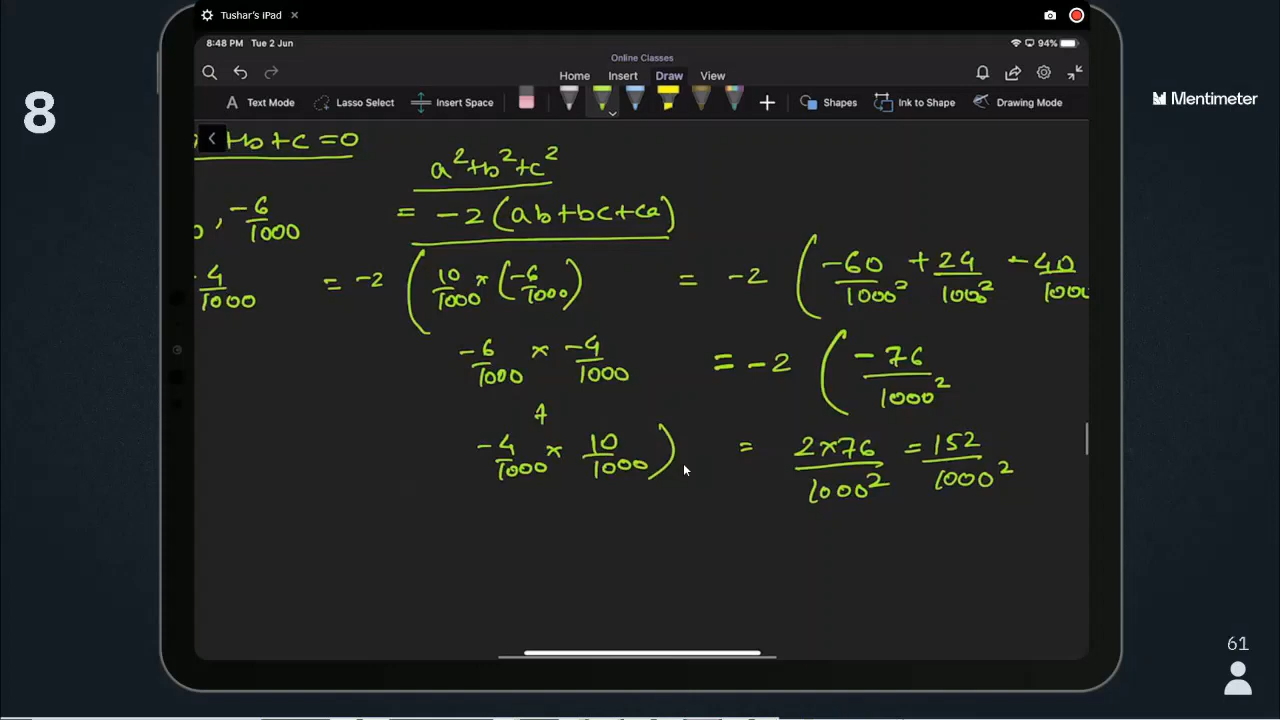 Tushar's iPad
8:48 PM Tue 2 Jun
94%
Online Classes
Home Insert Draw View
Text Mode Lasso Select Insert Space Shapes Ink to Shape Drawing Mode
8
Mentimeter
+b+c=0
a²+b²+c²
, -6/1000
= -2(ab+bc+ca)
-4/1000
= -2 ( 10/1000 × (-6/1000)
-6/1000 × -4/1000
-4/1000 × 10/1000 )
= -2 ( -60/1000² + 24/1000² - 40/1000
= -2 ( -76/1000²
= 2×76/1000² = 152/1000²
61